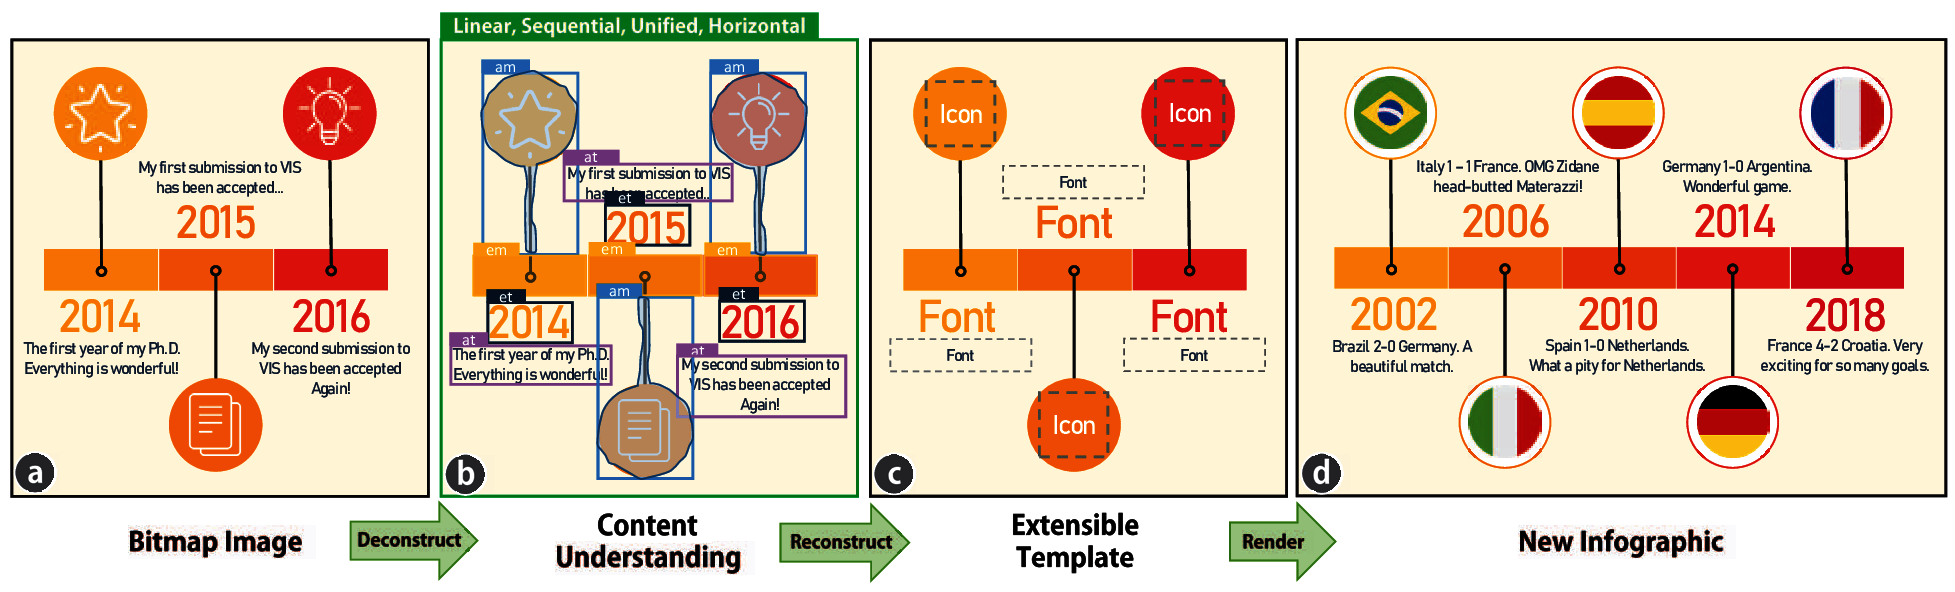 Linear, Sequential, Unified, Horizontal
My first submission to VIS
has been accepted...
2015
2014
The first year of my Ph.D.
Everything is wonderful!
2016
My second submission to
VIS has been accepted
Again!
a
am
am
at
My first submission to VIS
has been accepted...
et
2015
em
em
em
et
2014
at
The first year of my Ph.D.
Everything is wonderful!
am
et
2016
at
My second submission to
VIS has been accepted
Again!
b
Icon
Icon
Font
Font
Font
Font
Font
Font
Icon
c
Italy 1 - 1 France. OMG Zidane
head-butted Materazzi!
2006
Germany 1-0 Argentina.
Wonderful game.
2014
2002
Brazil 2-0 Germany. A
beautiful match.
2010
Spain 1-0 Netherlands.
What a pity for Netherlands.
2018
France 4-2 Croatia. Very
exciting for so many goals.
d
Bitmap Image
Deconstruct
Content
Understanding
Reconstruct
Extensible
Template
Render
New Infographic